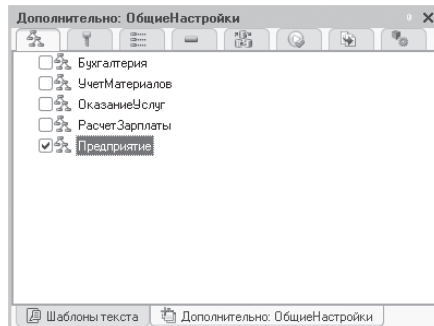 Дополнительно: ОбщиеНастройки
Бухгалтерия
УчетМатериалов
ОказаниеУслуг
РасчетЗарплаты
Предприятие
Шаблоны текста Дополнительно: ОбщиеНастройки